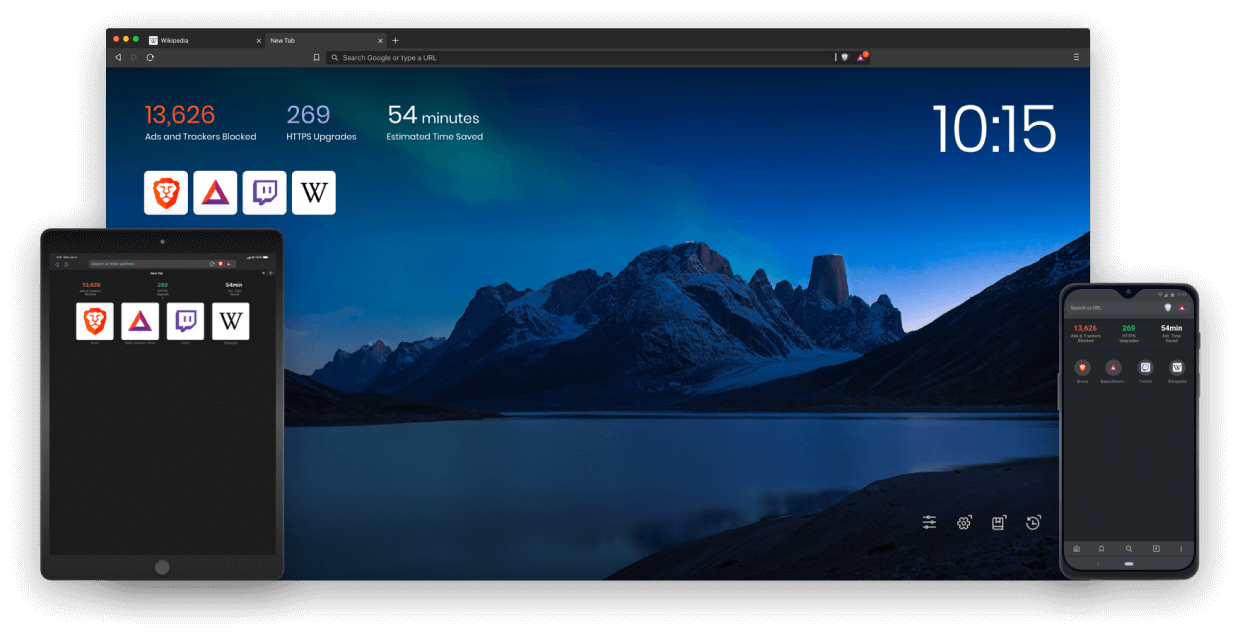 Wikipedia
New Tab
Search Google or type a URL
13,626
Ads and Trackers Blocked
269
HTTPS Upgrades
54 minutes
Estimated Time Saved
10:15
W
Search or enter address
New Tab
13,626
Ads & Trackers
Blocked
269
HTTPS
Upgrade
54min
Est. Time
Saved
W
Brave
Twitch
Wikipedia
Search or URL
13,626
Ads & Trackers
Blocked
269
HTTPS
Upgrades
54min
Est. Time
Saved
W
Brave
Twitch
Wikipedia